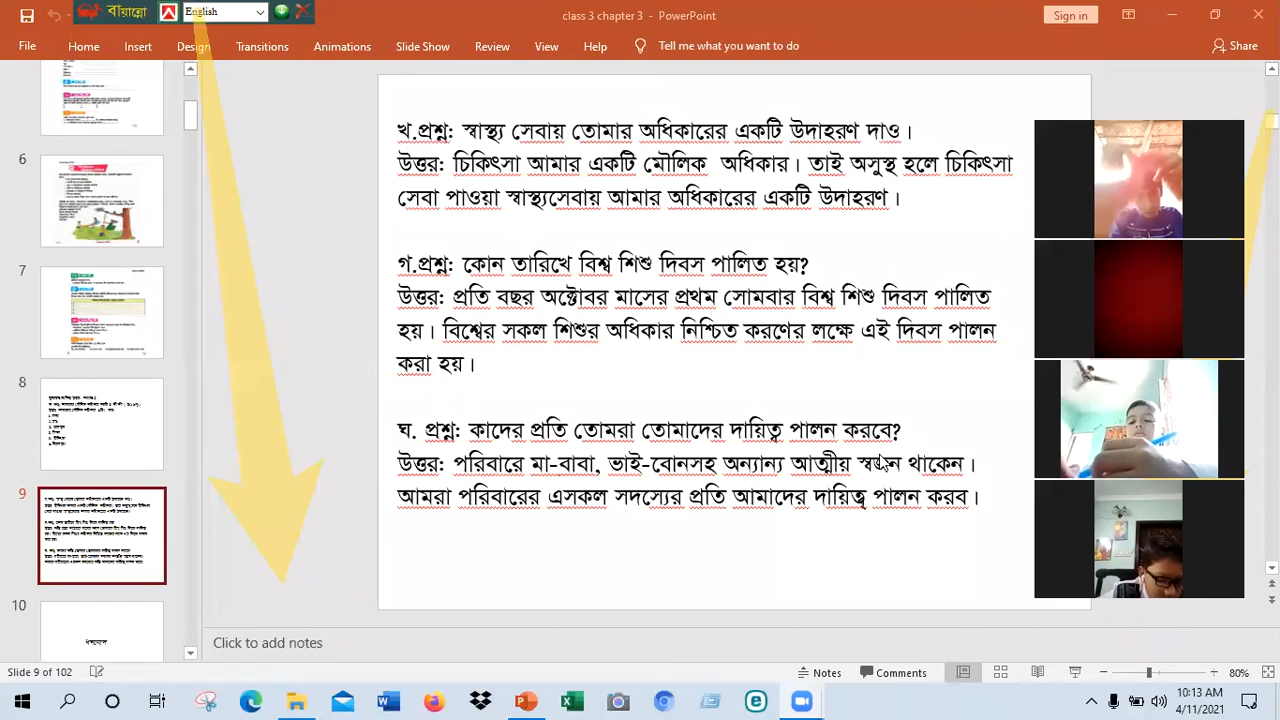 বায়ান্নো English
class 3 chapter 3 - PowerPoint
Sign in
File Home Insert Design Transitions Animations Slide Show Review View Help Tell me what you want to do Share
খ.প্রশ্ন: স্বাস্থ্য সেবায় তোমার অধিকারের একটি উদাহরণ দাও।
উত্তর: চিকিৎসা আমার একটি মৌলিক অধিকার। তাই অসুস্থ হলে চিকিৎসা
সেবা পাওয়া স্বাস্থ্যসেবার আমার অধিকারের একটি উদাহরণ।
গ.প্রশ্ন: কোন তারিখে বিশ্ব শিশু দিবস পালিত হয়?
উত্তর: প্রতি বছর অক্টোবর মাসের প্রথম সোমবার বিশ্ব শিশু দিবস পালিত
হয়। বিশ্বের সকল শিশুর অধিকার নিশ্চিত করণের লক্ষে এই দিবস পালন
করা হয়।
ঘ. প্রশ্ন: কাদের প্রতি তোমরা তোমাদের দায়িত্ব পালন করবে?
উত্তর: পরিবারে মা-বাবা, ভাই-বোনসহ অন্যান্য আত্মীয় স্বজন থাকেন।
আমরা পরিবারের এসকল সদস্যের প্রতি আমাদের দায়িত্ব পালন করব।
6
7
8
9
10
ধন্যবাদ
Click to add notes
Slide 9 of 102 Notes Comments 80%
10:13 AM
4/11/2021